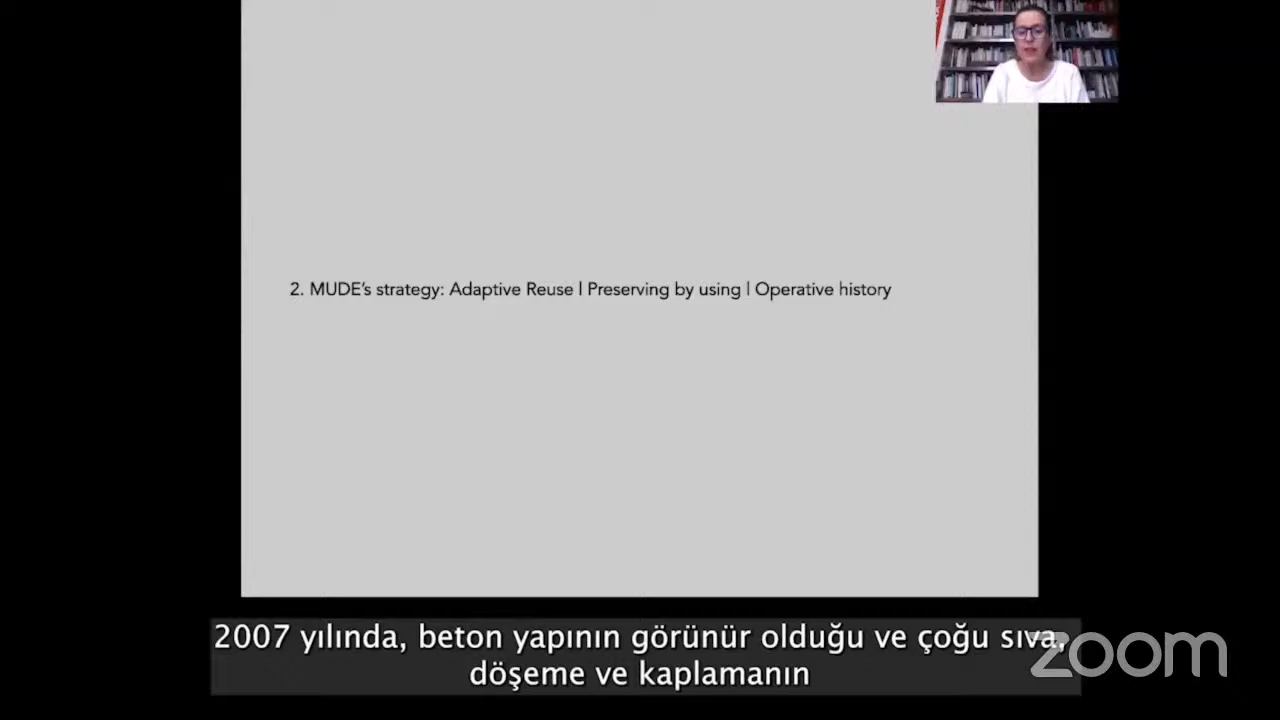 2. MUDE's strategy: Adaptive Reuse | Preserving by using | Operative history
2007 yılında, beton yapının görünür olduğu ve çoğu sıva,
döşeme ve kaplamanın
zoom